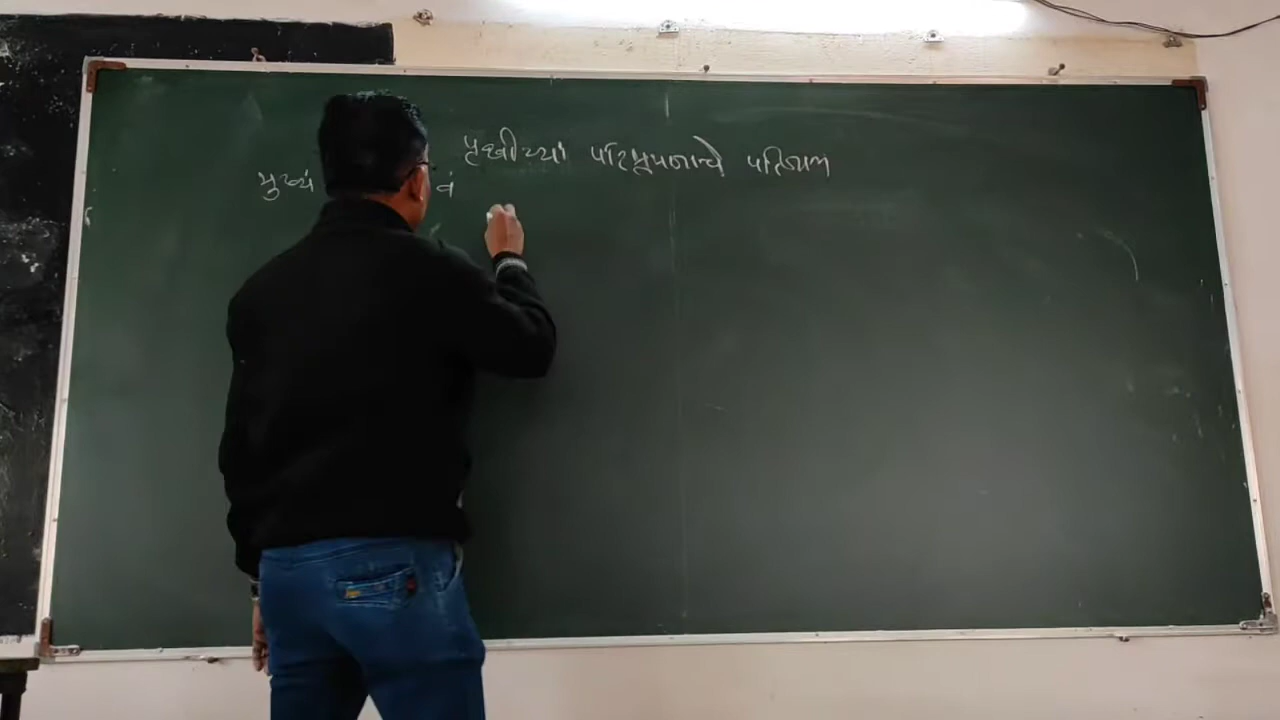 पृथ्वीच्या परिभ्रमणाचे परिणाम
मुख्य